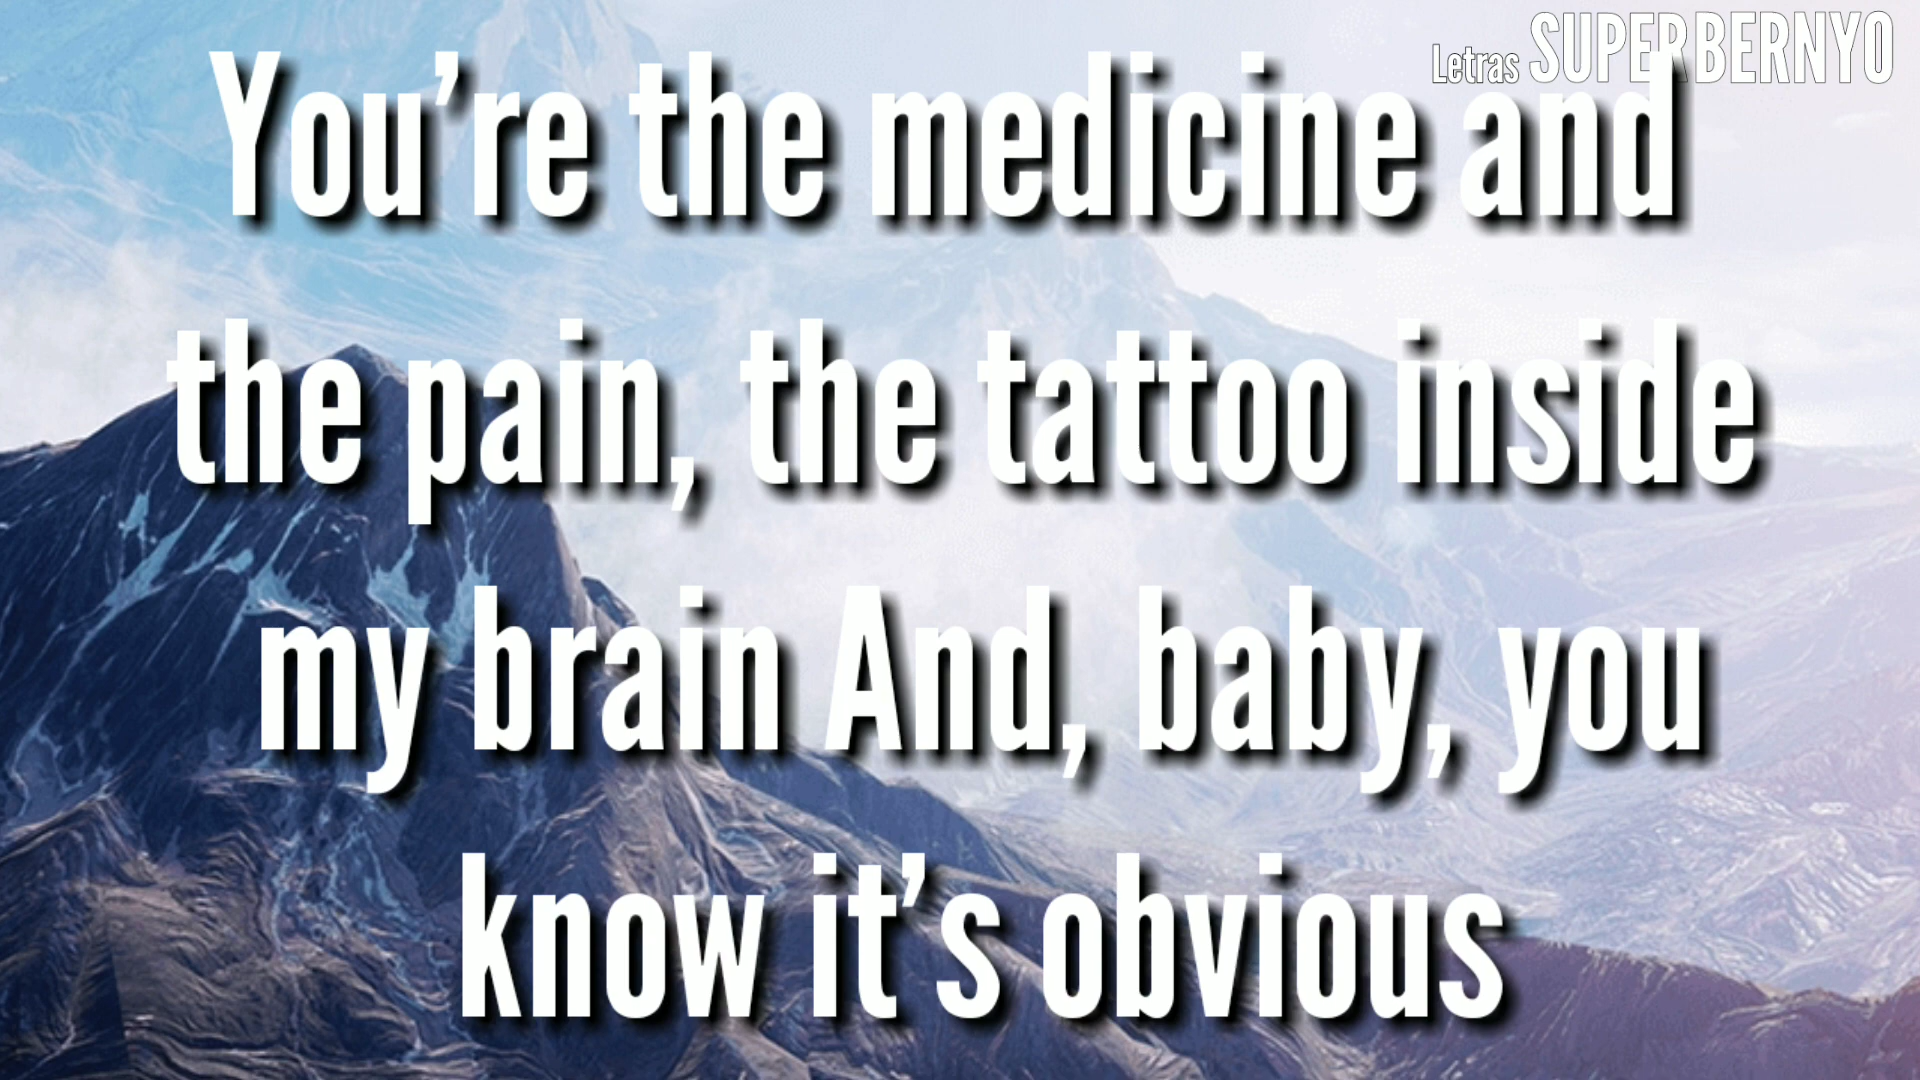 Letras SUPERBERNYO
You’re the medicine and
the pain, the tattoo inside
my brain And, baby, you
know it’s obvious